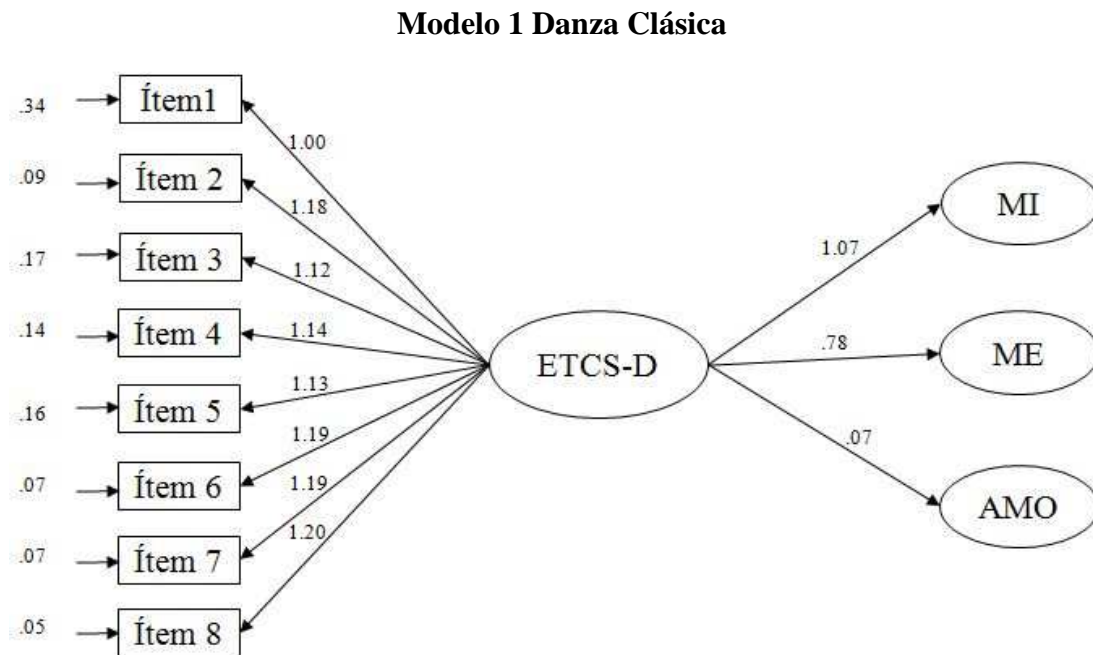 Modelo 1 Danza Clásica
.34
Ítem1
1.00
.09
Ítem 2
1.18
MI
.17
Ítem 3
1.12
1.07
.14
Ítem 4
1.14
ETCS-D
.78
ME
.16
Ítem 5
1.13
.07
Ítem 6
1.19
.07
AMO
.07
Ítem 7
1.19
.05
Ítem 8
1.20